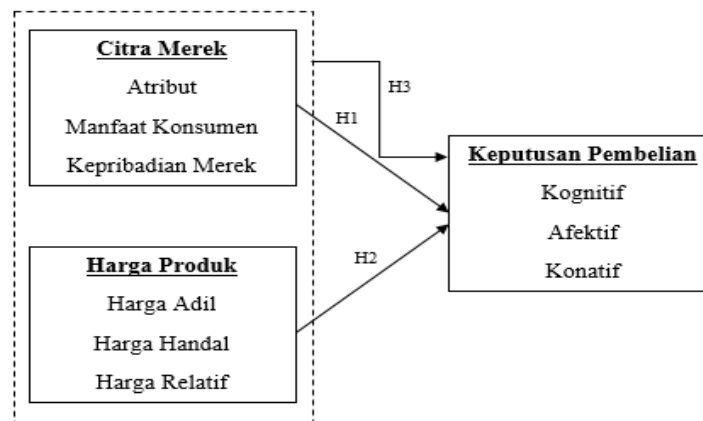 Citra Merek
Atribut
Manfaat Konsumen
Kepribadian Merek
H3
H1
Keputusan Pembelian
Kognitif
Afektif
Konatif
H2
Harga Produk
Harga Adil
Harga Handal
Harga Relatif